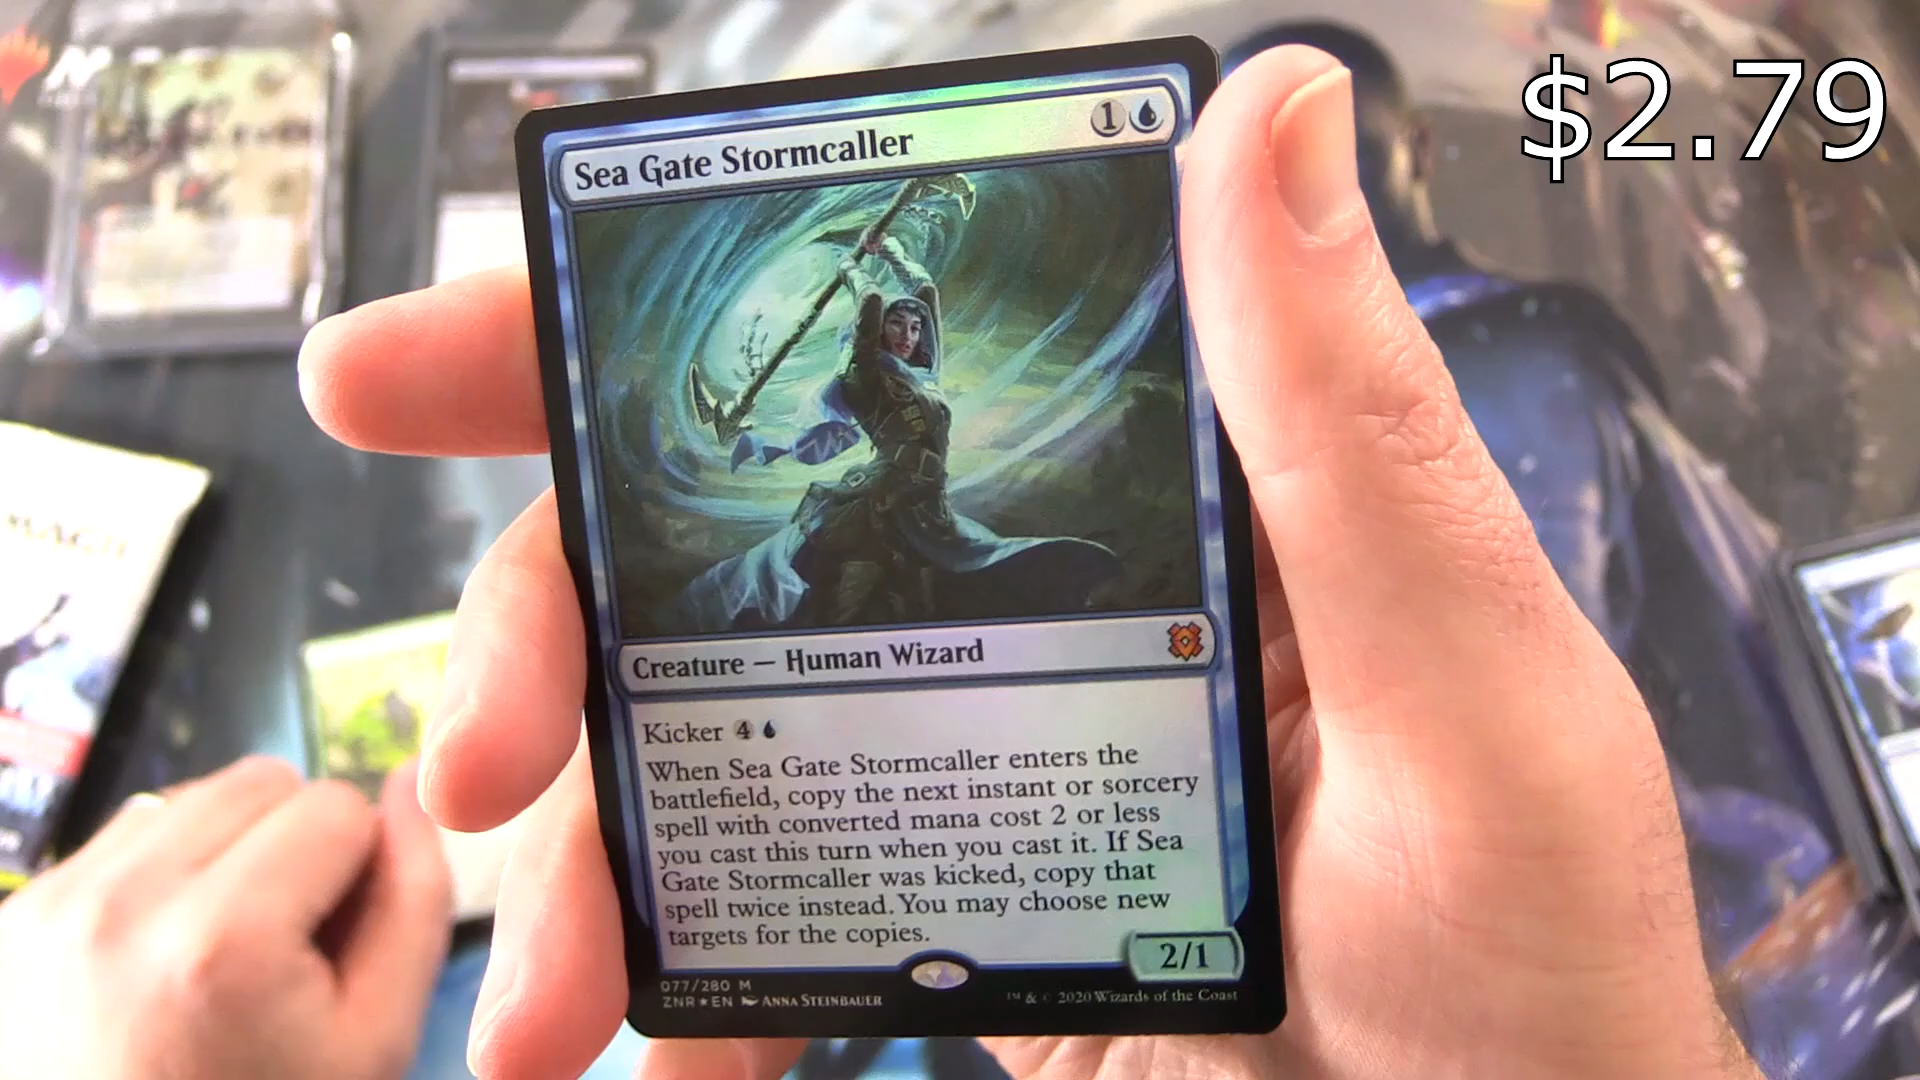 $2.79
Sea Gate Stormcaller 1
Creature — Human Wizard
Kicker 4
When Sea Gate Stormcaller enters the
battlefield, copy the next instant or sorcery
spell with converted mana cost 2 or less
you cast this turn when you cast it. If Sea
Gate Stormcaller was kicked, copy that
spell twice instead. You may choose new
targets for the copies.
2/1
077/280 M
ZNR★EN Anna Steinbauer
™ & © 2020 Wizards of the Coast